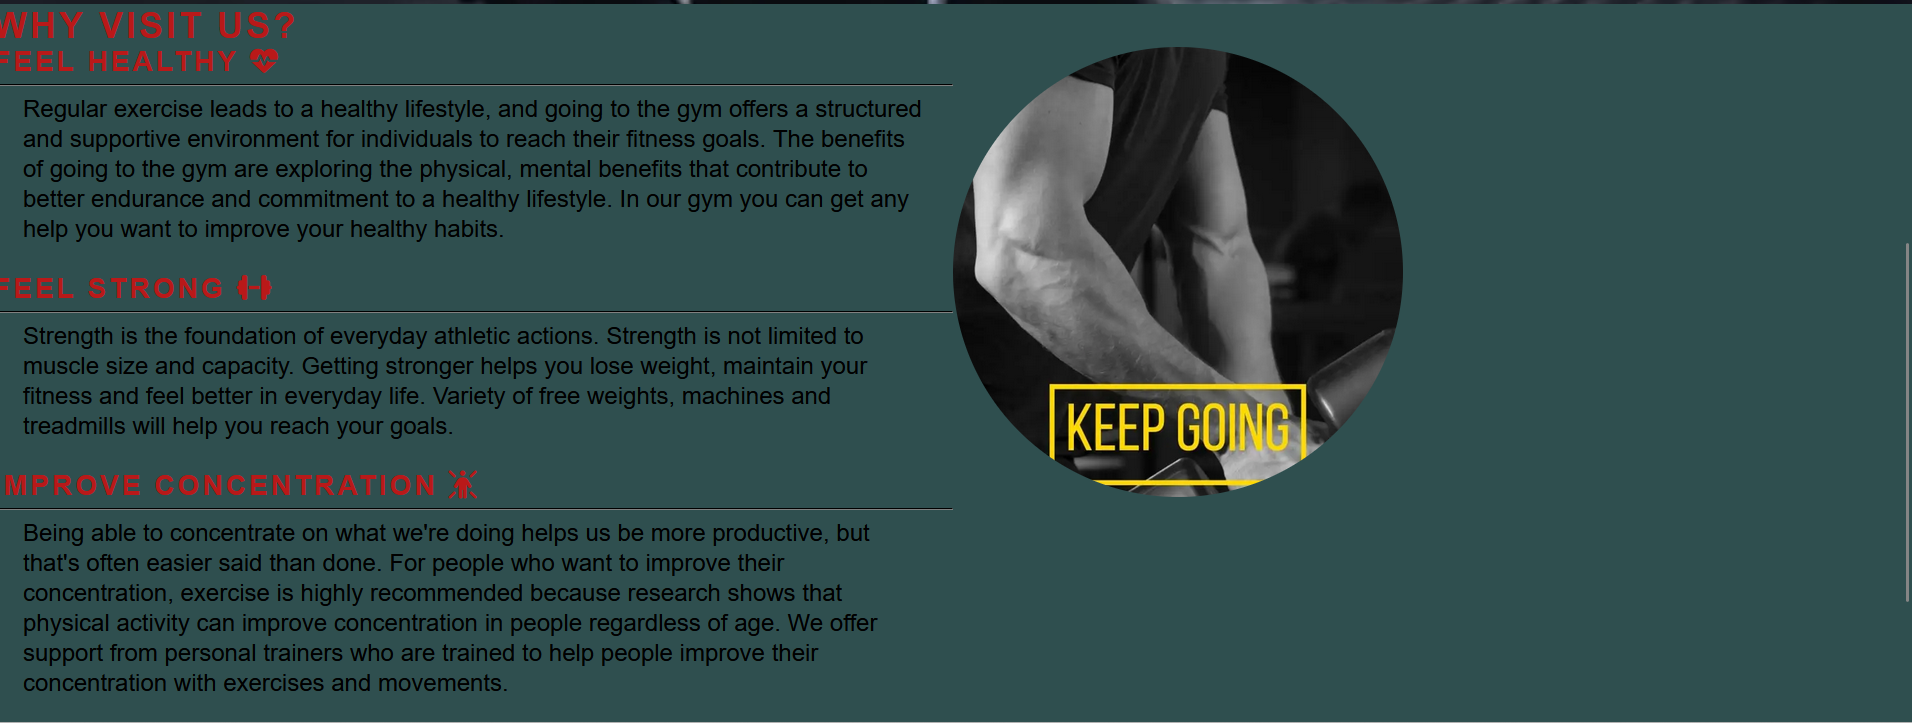 WHY VISIT US?
FEEL HEALTHY
Regular exercise leads to a healthy lifestyle, and going to the gym offers a structured
and supportive environment for individuals to reach their fitness goals. The benefits
of going to the gym are exploring the physical, mental benefits that contribute to
better endurance and commitment to a healthy lifestyle. In our gym you can get any
help you want to improve your healthy habits.
FEEL STRONG
Strength is the foundation of everyday athletic actions. Strength is not limited to
muscle size and capacity. Getting stronger helps you lose weight, maintain your
fitness and feel better in everyday life. Variety of free weights, machines and
treadmills will help you reach your goals.
IMPROVE CONCENTRATION
Being able to concentrate on what we're doing helps us be more productive, but
that's often easier said than done. For people who want to improve their
concentration, exercise is highly recommended because research shows that
physical activity can improve concentration in people regardless of age. We offer
support from personal trainers who are trained to help people improve their
concentration with exercises and movements.
KEEP GOING